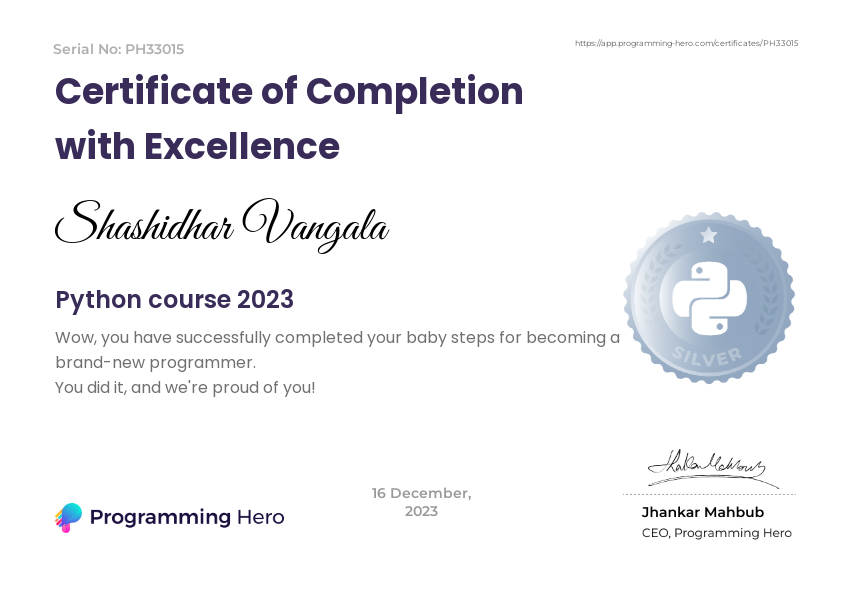 Serial No: PH33015
https://app.programming-hero.com/certificates/PH33015
Certificate of Completion
with Excellence
Shashidhar Vangala
Python course 2023
Wow, you have successfully completed your baby steps for becoming a
brand-new programmer.
You did it, and we're proud of you!
SILVER
16 December,
2023
Programming Hero
Jhankar Mahbub
Jhankar Mahbub
CEO, Programming Hero